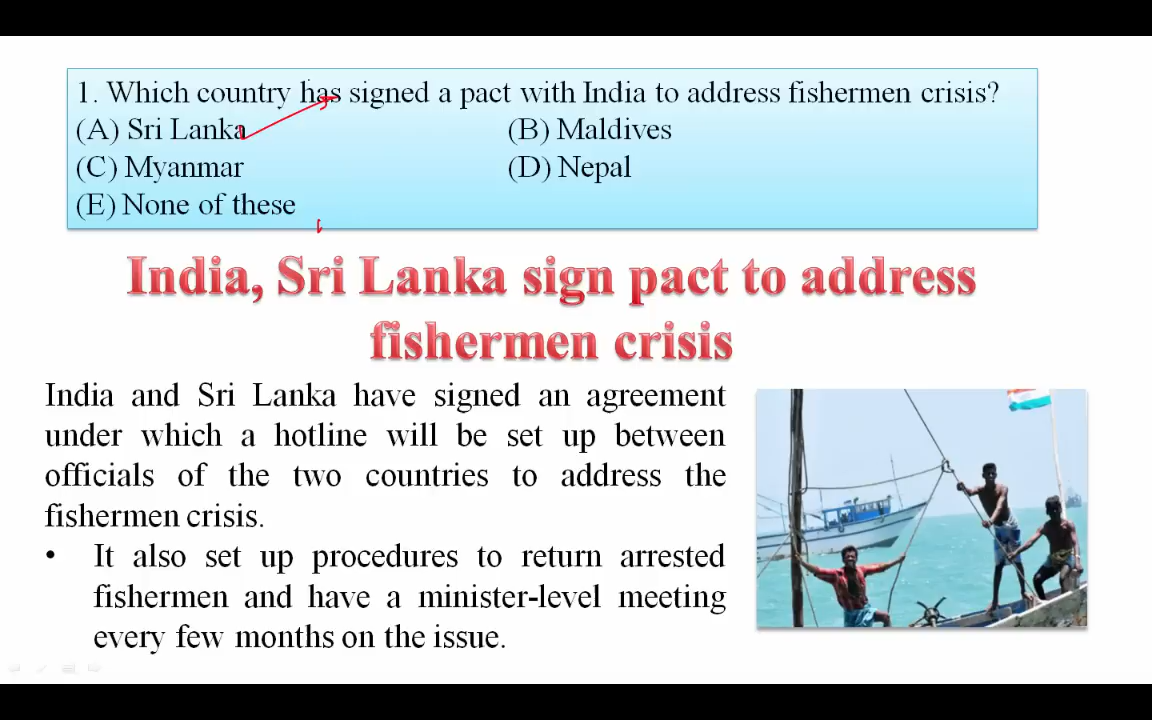 1. Which country has signed a pact with India to address fishermen crisis?
(A) Sri Lanka (B) Maldives
(C) Myanmar (D) Nepal
(E) None of these
India, Sri Lanka sign pact to address
fishermen crisis
India and Sri Lanka have signed an agreement
under which a hotline will be set up between
officials of the two countries to address the
fishermen crisis.
• It also set up procedures to return arrested
fishermen and have a minister-level meeting
every few months on the issue.